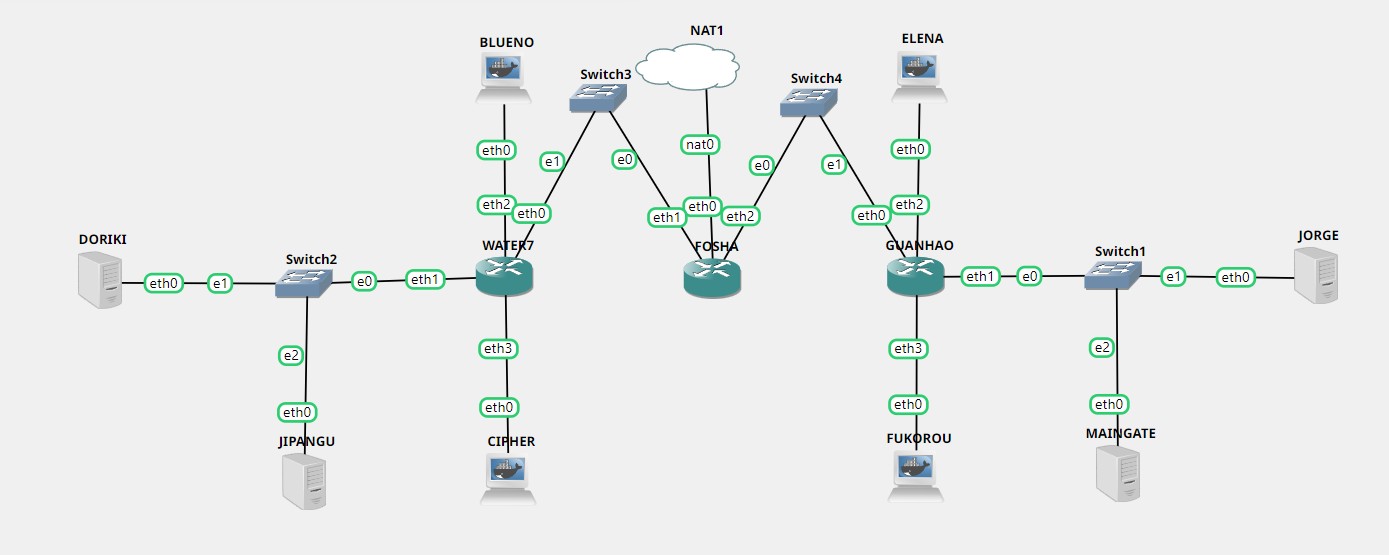 NAT1
ELENA
BLUENO
Switch3
Switch4
nat0
eth0
eth0
e1
e0
e0
e1
eth2
eth0
eth1
eth0
eth2
eth0
eth2
DORIKI
WATER7
FOSHA
GUANHAO
JORGE
Switch2
Switch1
eth0
e1
e0
eth1
eth1
e0
e1
eth0
e2
eth3
eth3
e2
eth0
eth0
eth0
eth0
JIPANGU
CIPHER
FUKOROU
MAINGATE